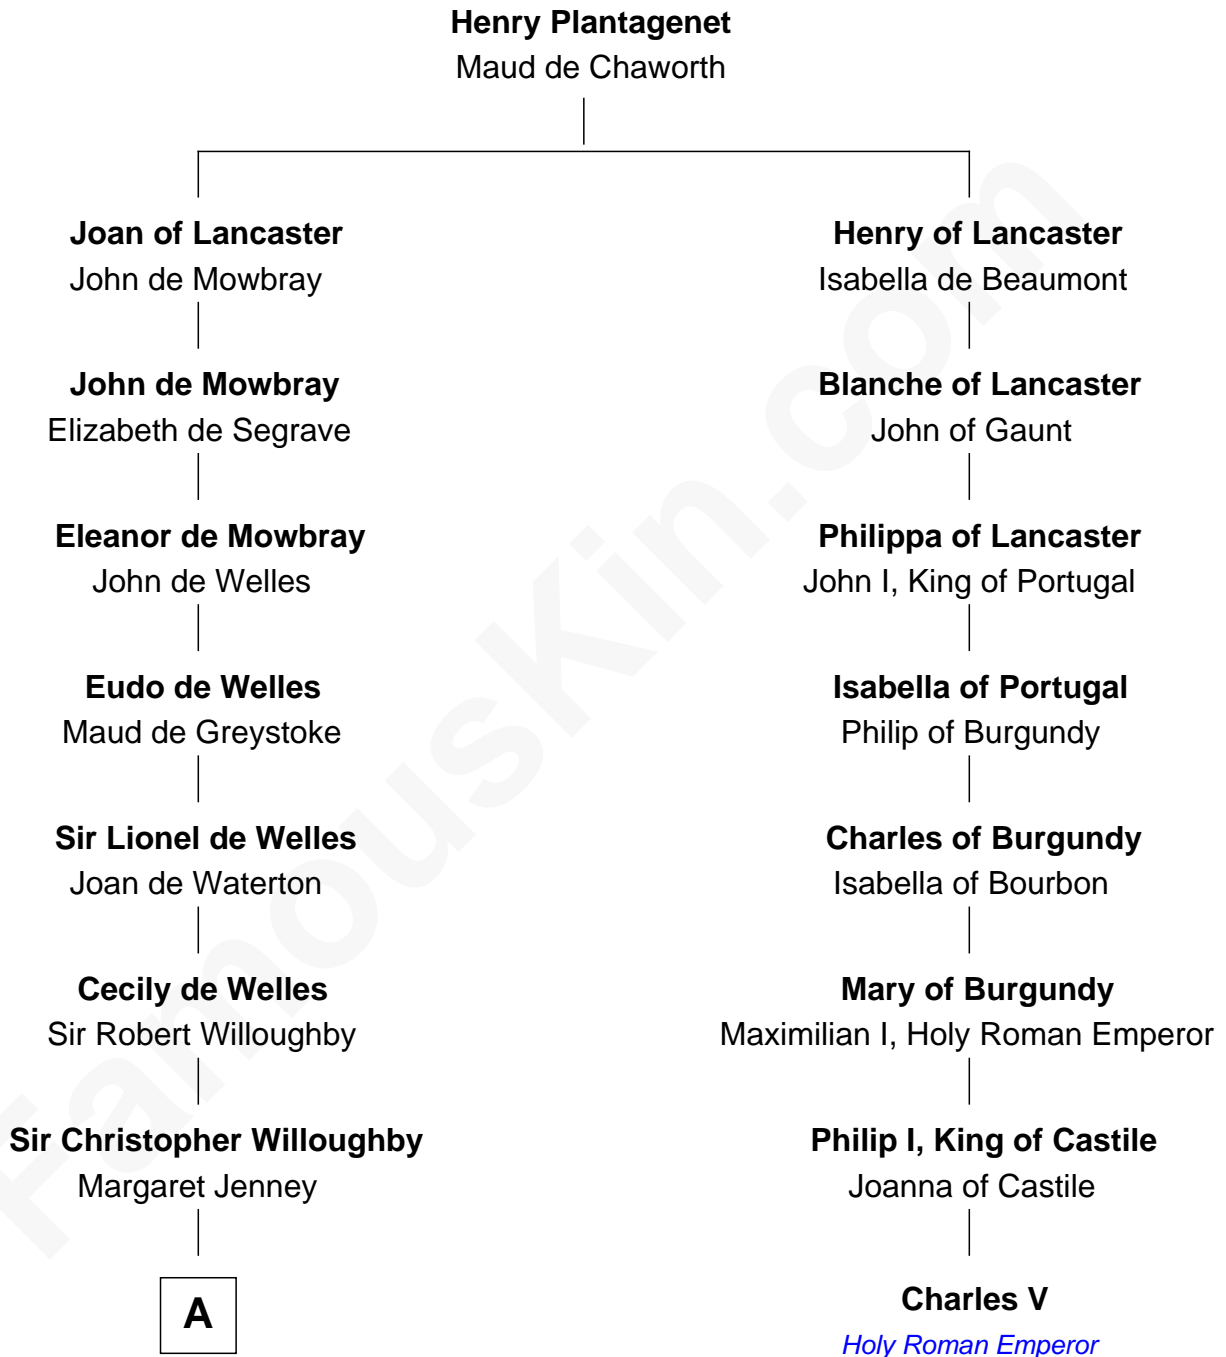 Henry Plantagenet
Maud de Chaworth
Joan of Lancaster
John de Mowbray
Henry of Lancaster
Isabella de Beaumont
John de Mowbray
Elizabeth de Segrave
Blanche of Lancaster
John of Gaunt
Eleanor de Mowbray
John de Welles
Philippa of Lancaster
John I, King of Portugal
Eudo de Welles
Maud de Greystoke
Isabella of Portugal
Philip of Burgundy
Sir Lionel de Welles
Joan de Waterton
Charles of Burgundy
Isabella of Bourbon
Cecily de Welles
Sir Robert Willoughby
Mary of Burgundy
Maximilian I, Holy Roman Emperor
Sir Christopher Willoughby
Margaret Jenney
Philip I, King of Castile
Joanna of Castile
A
Charles V
Holy Roman Emperor
FamousKin.com